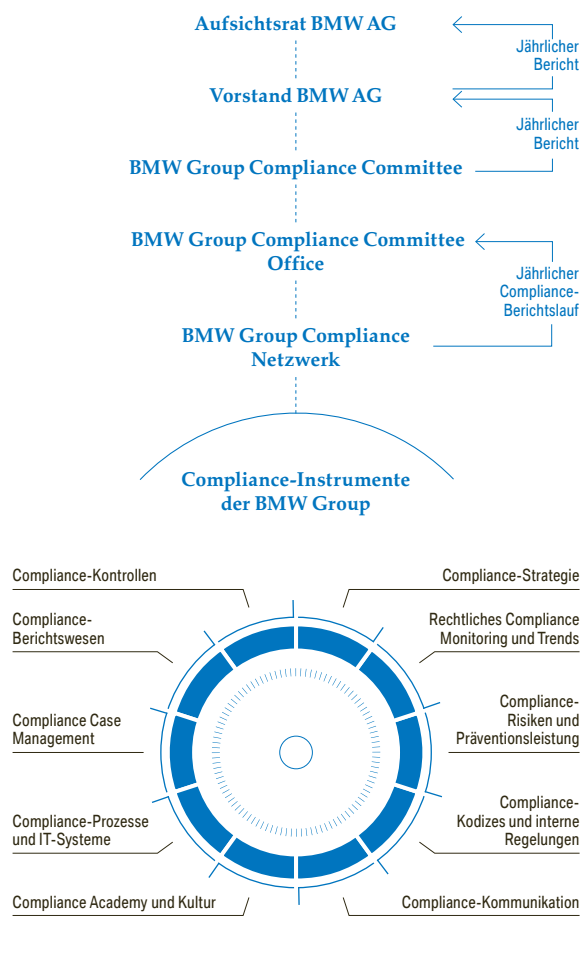 Aufsichtsrat BMW AG
Jährlicher
Bericht
Vorstand BMW AG
Jährlicher
Bericht
BMW Group Compliance Committee
BMW Group Compliance Committee
Office
Jährlicher
Compliance-
Berichtslauf
BMW Group Compliance
Netzwerk
Compliance-Instrumente
der BMW Group
Compliance-Kontrollen
Compliance-Strategie
Compliance-
Berichtswesen
Rechtliches Compliance
Monitoring und Trends
Compliance Case
Management
Compliance-
Risiken und
Präventionsleistung
Compliance-Prozesse
und IT-Systeme
Compliance-
Kodizes und interne
Regelungen
Compliance Academy und Kultur
Compliance-Kommunikation